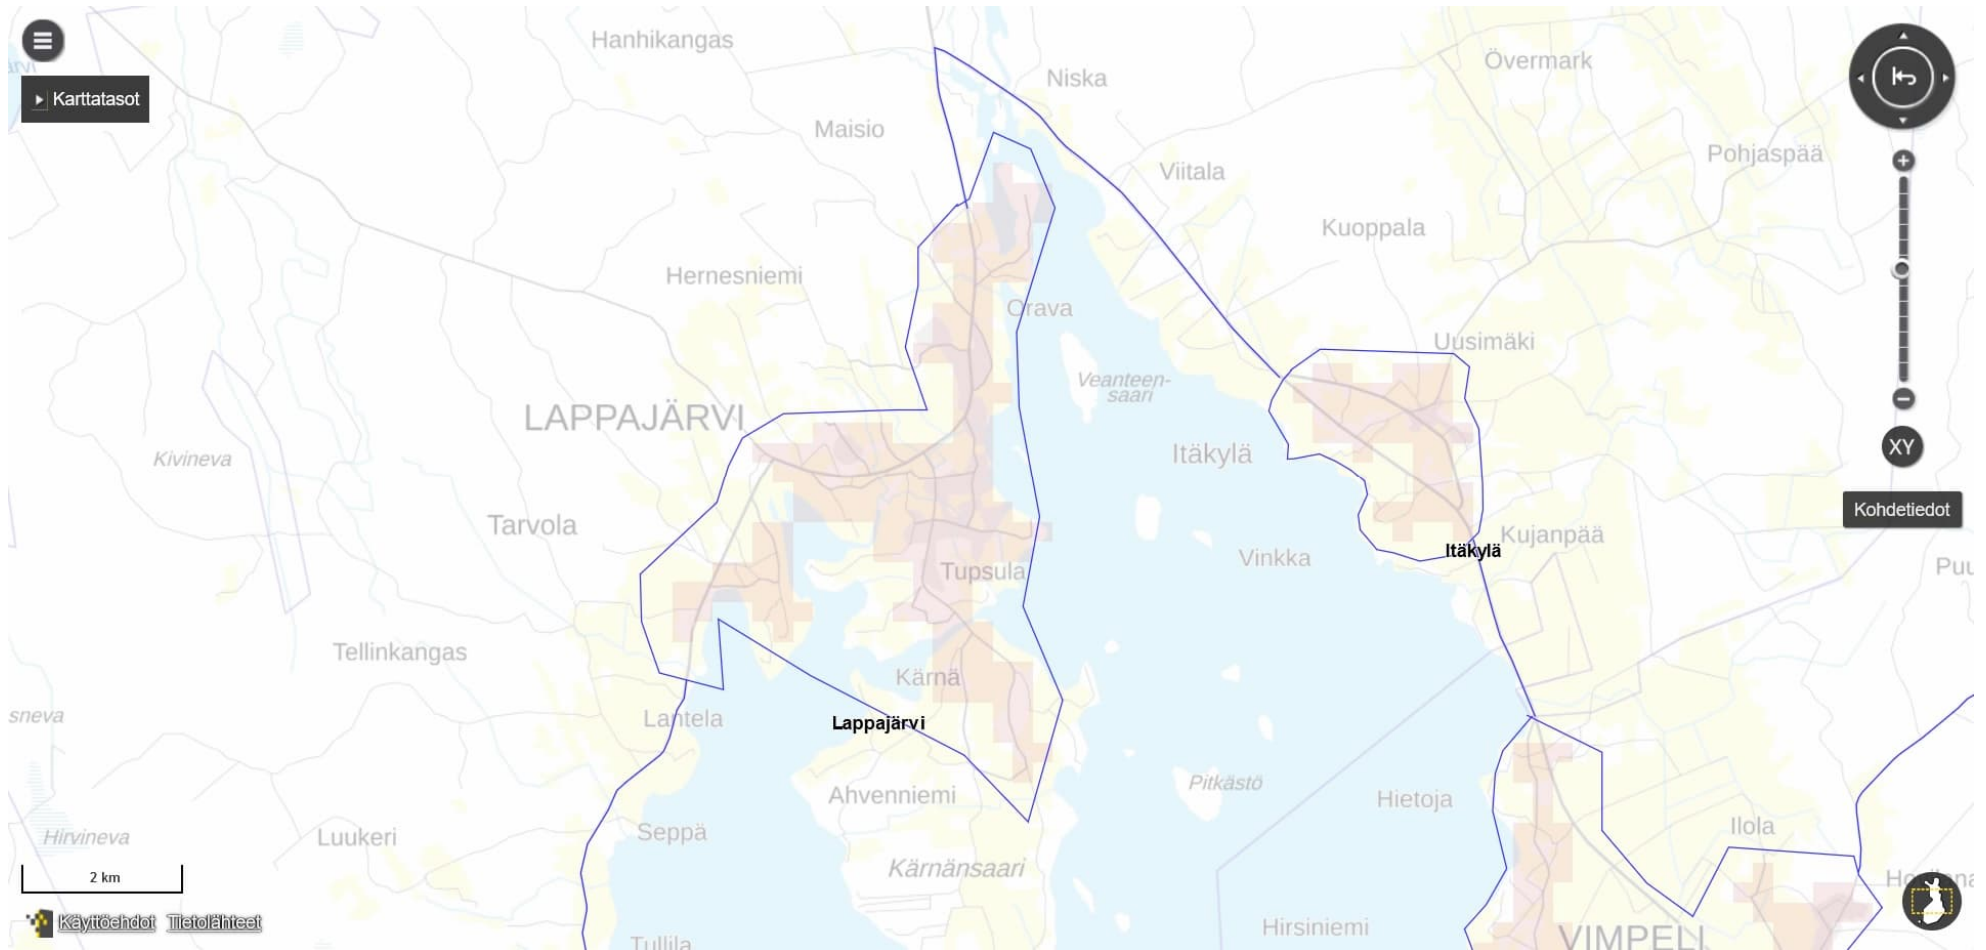 Hanhikangas
Övermark
Niska
Karttatasot
Maisio
Pohjaspää
Viitala
Kuoppala
Hernesniemi
Orava
Uusimäki
Veanteen-
saari
LAPPAJÄRVI
XY
Itäkylä
Kivineva
Kohdetiedot
Tarvola
Kujanpää
Itäkylä
Vinkka
Tupsula
Tellinkangas
Kärnä
sneva
Lantela
Lappajärvi
Pitkästö
Ahvenniemi
Hietoja
Ilola
Seppä
Hirvineva
Luukeri
Kärnänsaari
2 km
Käyttöehdot Tietolähteet
Hirsiniemi
VIMPELI
Tullila